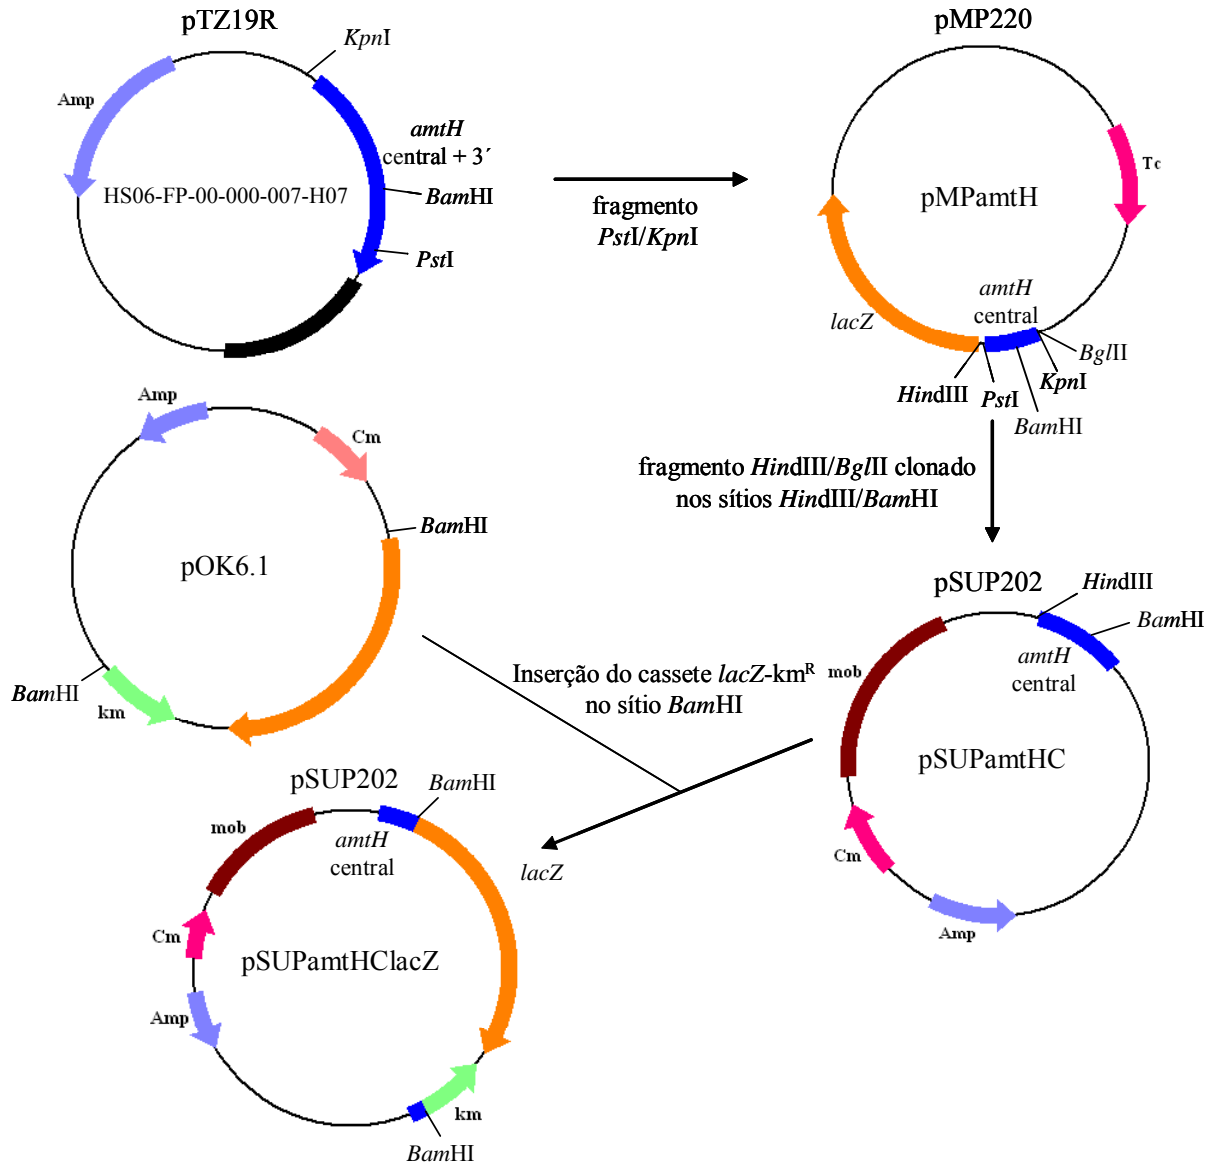 pTZ19R
KpnI
Amp
amtH
central + 3´
HS06-FP-00-000-007-H07
BamHI
PstI
fragmento
PstI/KpnI
pMP220
Tc
pMPamtH
amtH
central
lacZ
BglII
KpnI
HindIII
PstI
BamHI
fragmento HindIII/BglII clonado
nos sítios HindIII/BamHI
Amp
Cm
BamHI
pOK6.1
BamHI
km
Inserção do cassete lacZ-kmᴿ
no sítio BamHI
pSUP202
HindIII
BamHI
amtH
central
mob
pSUPamtHC
Cm
Amp
pSUP202
BamHI
mob
amtH
central
lacZ
Cm
pSUPamtHClacZ
Amp
km
BamHI